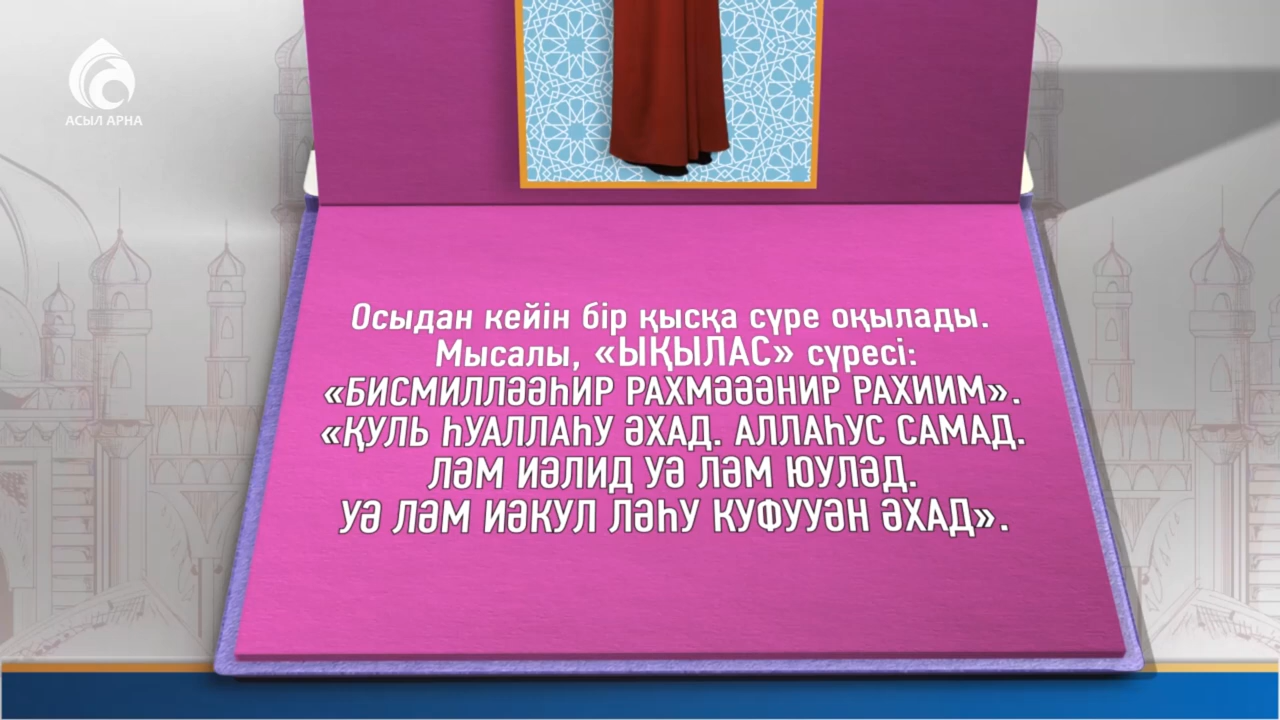 АСЫЛ АРНА
Осыдан кейін бір қысқа сүре оқылады.
Мысалы, «ЫҚЫЛАС» сүресі:
«БИСМИЛЛӘӘҺИР РАХМӘӘӘНИР РАХИИМ».
«ҚУЛЬ ҺУАЛЛАҺУ ӘХАД. АЛЛАҺУС САМАД.
ЛӘМ ИӘЛИД УӘ ЛӘМ ЮУЛӘД.
УӘ ЛӘМ ИӘКУЛ ЛӘҺУ КУФУУӘН ӘХАД».